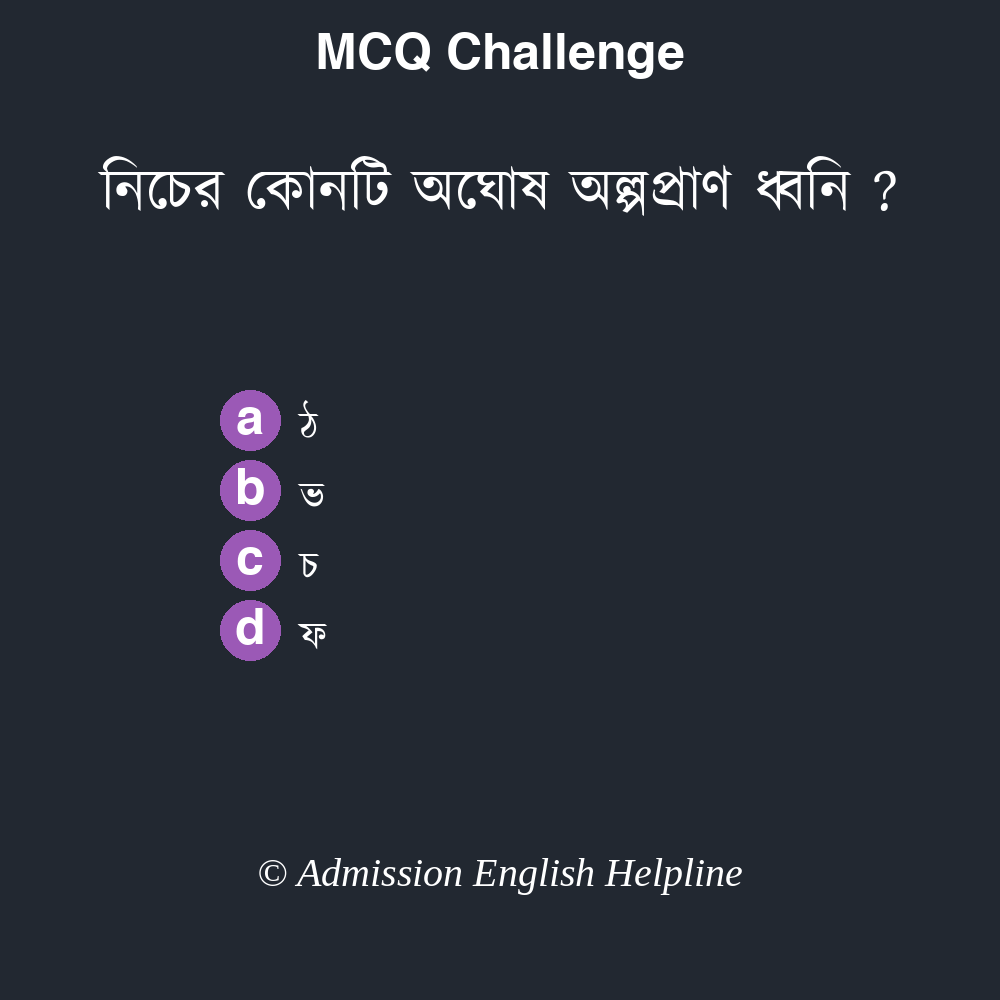 MCQ Challenge
নিচের কোনটি অঘোষ অল্পপ্রাণ ধ্বনি ?
a ঠ
b ভ
c চ
d ফ
© Admission English Helpline